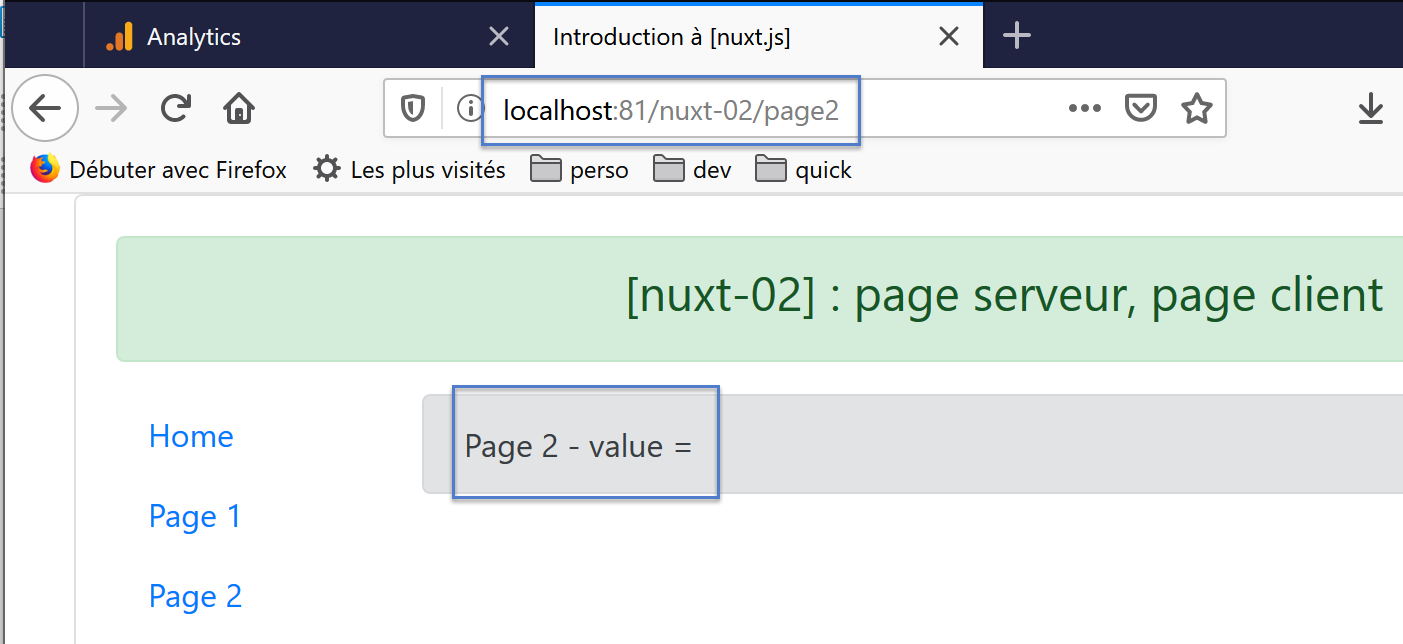 Analytics
Introduction à [nuxt.js]
localhost:81/nuxt-02/page2
Débuter avec Firefox
Les plus visités
perso
dev
quick
[nuxt-02] : page serveur, page client
Home
Page 2 - value =
Page 1
Page 2